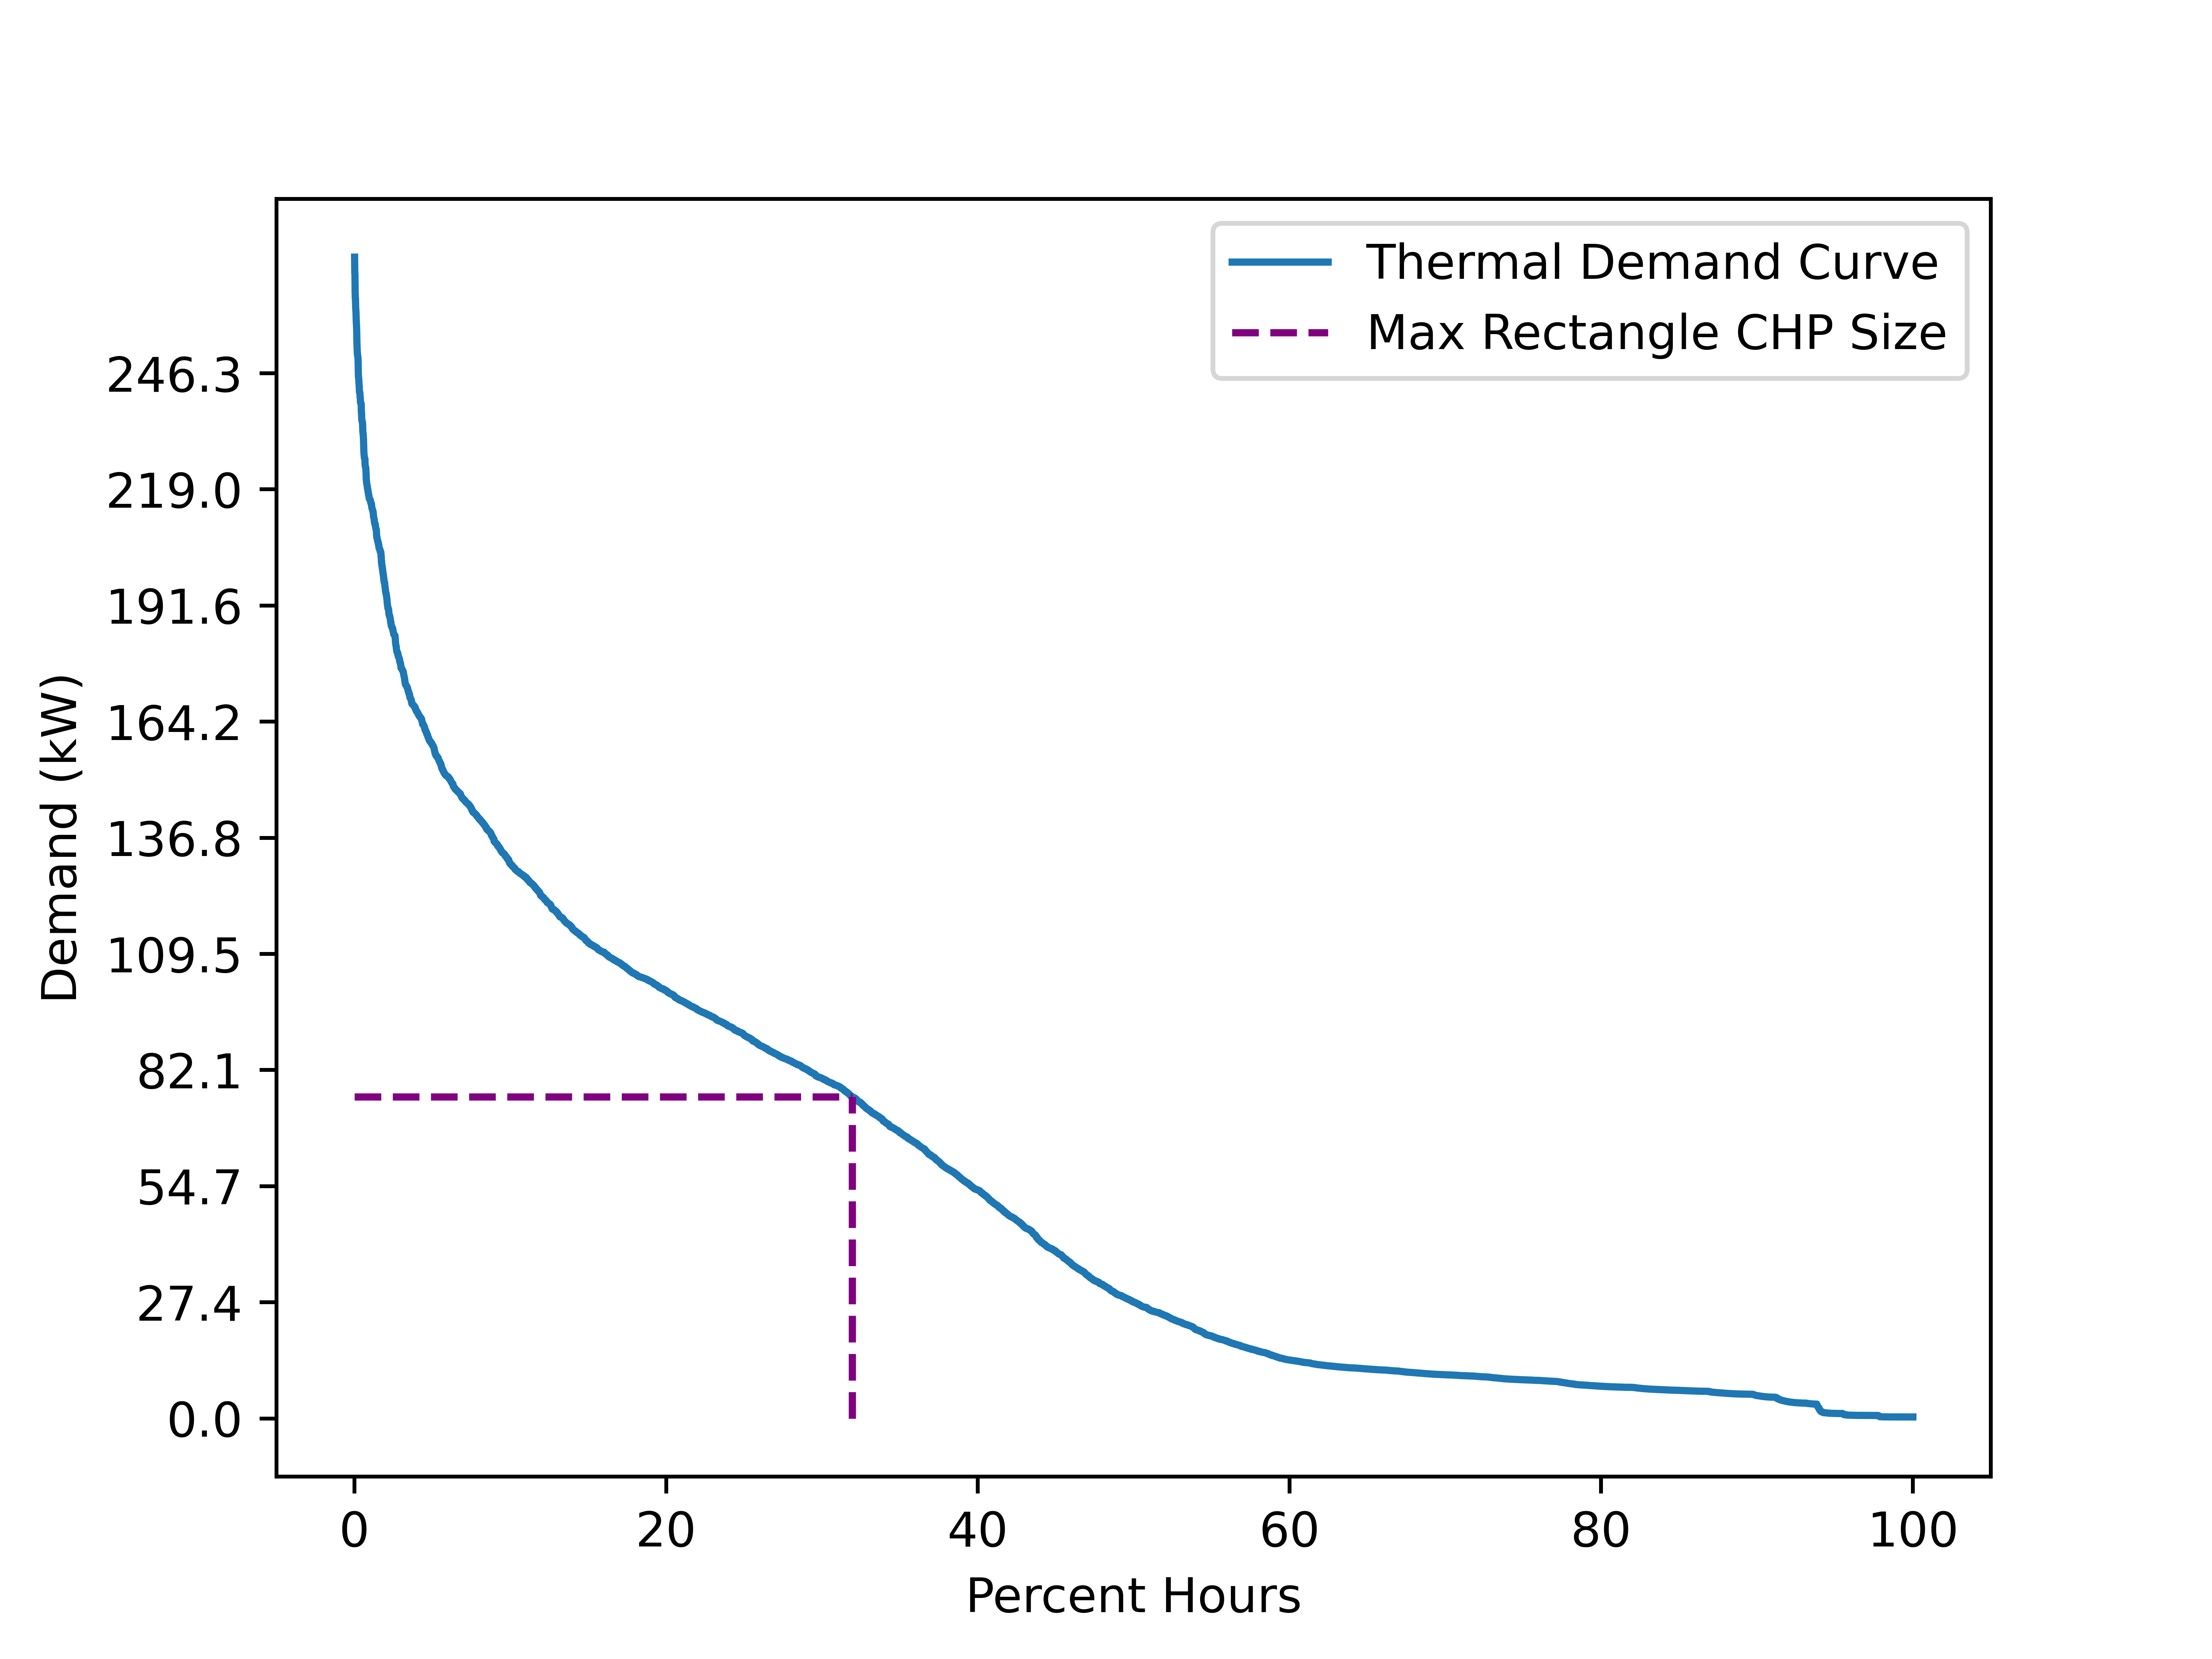 Thermal Demand Curve
Max Rectangle CHP Size
246.3
219.0
191.6
164.2
136.8
109.5
82.1
54.7
27.4
0.0
Demand (kW)
0 20 40 60 80 100
Percent Hours